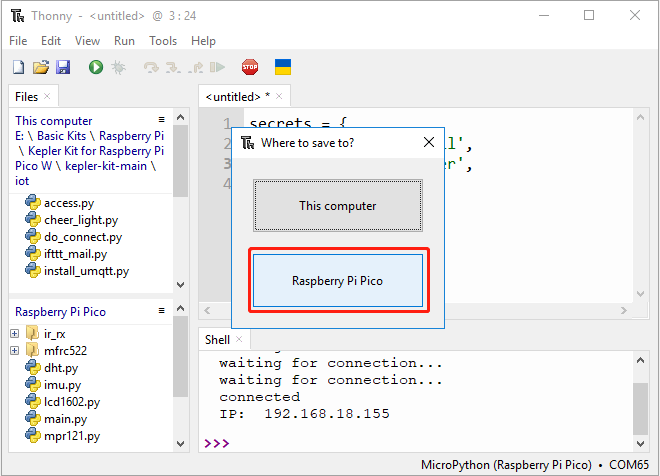 Thonny - <untitled> @ 3 : 24
File Edit View Run Tools Help
STOP
Files
This computer
E: \ Basic Kits \ Raspberry Pi
\ Kepler Kit for Raspberry Pi
Pico W \ kepler-kit-main \
iot
access.py
cheer_light.py
do_connect.py
ifttt_mail.py
install_umqtt.py
Raspberry Pi Pico
ir_rx
mfrc522
dht.py
imu.py
lcd1602.py
main.py
mpr121.py
<untitled> *
1 secrets = {
2 ll',
3 er',
4
Where to save to?
This computer
Raspberry Pi Pico
Shell
waiting for connection...
waiting for connection...
connected
IP: 192.168.18.155
>>>
MicroPython (Raspberry Pi Pico) • COM65